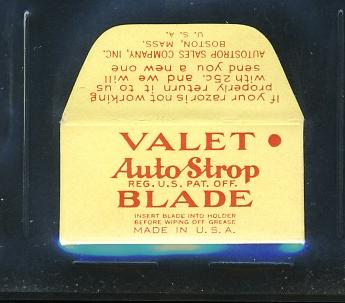 If your razor is not working
properly return it to us
with 25c. and we will
send you a new one
AUTOSTROP SALES COMPANY, INC.
BOSTON, MASS.
U. S. A.
VALET
Auto Strop
REG. U.S. PAT. OFF.
BLADE
INSERT BLADE INTO HOLDER
BEFORE WIPING OFF GREASE
MADE IN U.S.A.